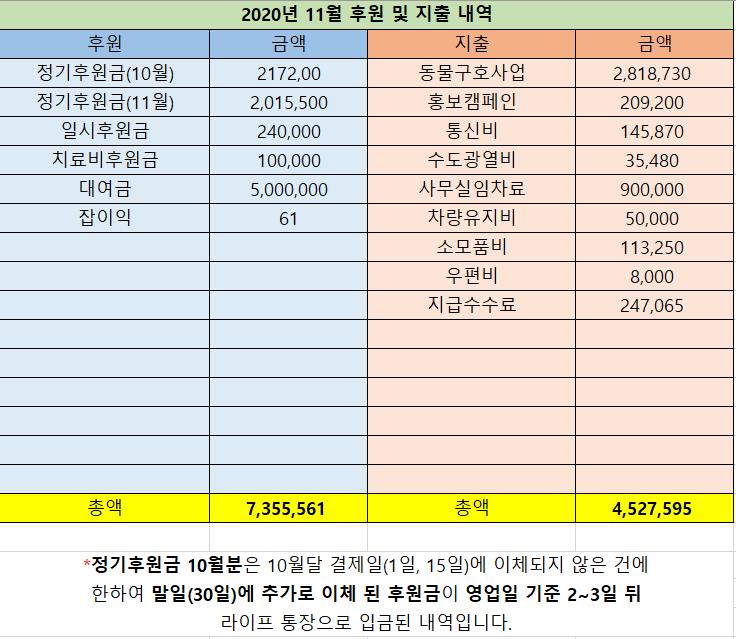 2020년 11월 후원 및 지출 내역
후원 금액 지출 금액
정기후원금(10월) 2172,00 동물구호사업 2,818,730
정기후원금(11월) 2,015,500 홍보캠페인 209,200
일시후원금 240,000 통신비 145,870
치료비후원금 100,000 수도광열비 35,480
대여금 5,000,000 사무실임차료 900,000
잡이익 61 차량유지비 50,000
소모품비 113,250
우편비 8,000
지급수수료 247,065
총액 7,355,561 총액 4,527,595
*정기후원금 10월분은 10월달 결제일(1일, 15일)에 이체되지 않은 건에
한하여 말일(30일)에 추가로 이체 된 후원금이 영업일 기준 2~3일 뒤
라이프 통장으로 입금된 내역입니다.